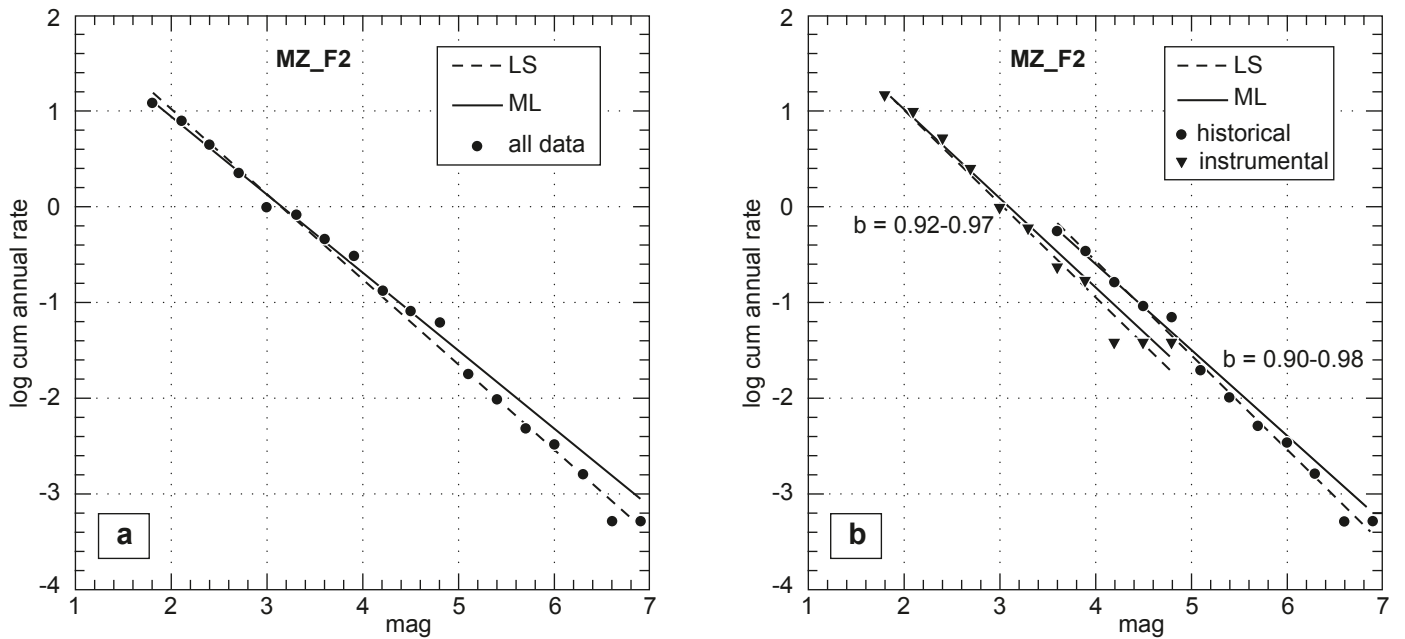 MZ_F2
LS
ML
all data
2
1
0
-1
-2
-3
-4
log cum annual rate
a
1 2 3 4 5 6 7
mag
MZ_F2
LS
ML
historical
instrumental
2
1
0
-1
-2
-3
-4
log cum annual rate
b = 0.92-0.97
b = 0.90-0.98
b
1 2 3 4 5 6 7
mag